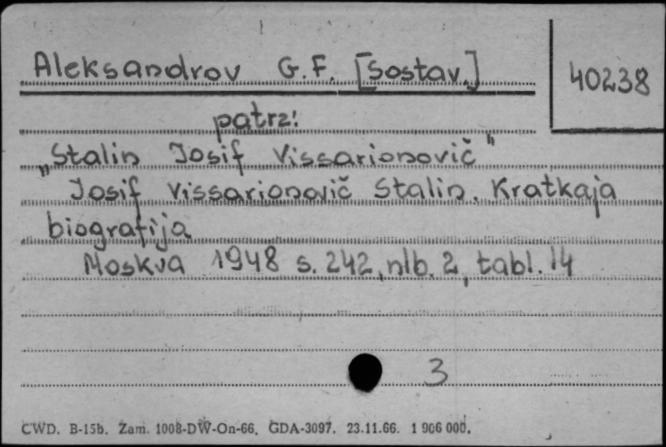 Aleksandrov G.F. [Sostav.]
40238
patrz:
„Stalin Josif Vissarionovič"
Josif Vissarionovič Stalin. Kratkaja
biografija
Moskva 1948 s. 242, nlb. 2, tabl. 14
3
CWD. B-15b. Zam. 1008-DW-On-66. GDA-3097. 23.11.66. 1 906 000.